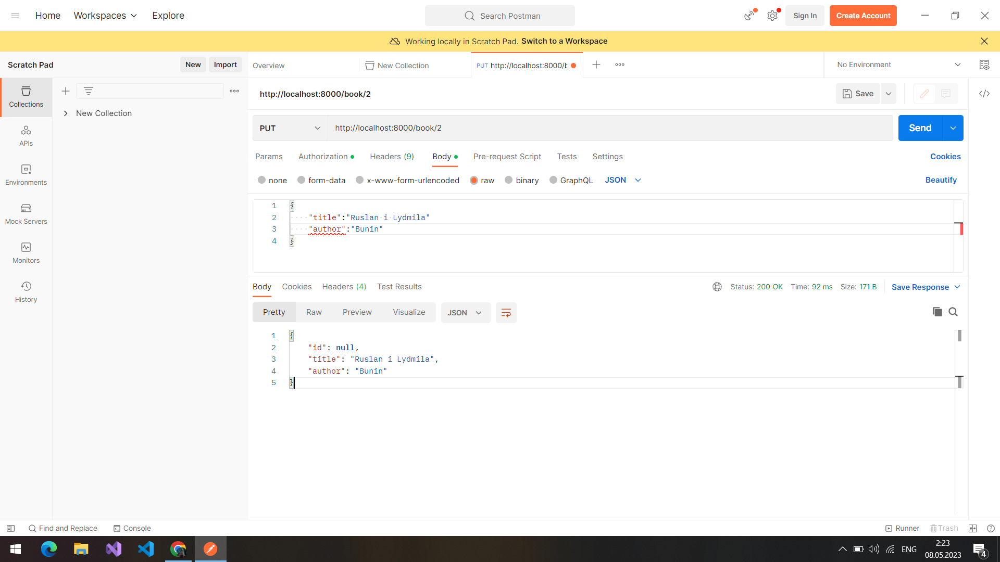 Home Workspaces Explore
Search Postman
Sign In Create Account
Working locally in Scratch Pad. Switch to a Workspace
Scratch Pad New Import
Overview New Collection PUT http://localhost:8000/b
No Environment
Collections
APIs
Environments
Mock Servers
Monitors
History
New Collection
http://localhost:8000/book/2
Save
PUT http://localhost:8000/book/2 Send
Params Authorization Headers (9) Body Pre-request Script Tests Settings Cookies
none form-data x-www-form-urlencoded raw binary GraphQL JSON Beautify
1 {
2 "title":"Ruslan i Lydmila"
3 "author":"Bunin"
4 }
Body Cookies Headers (4) Test Results
Status: 200 OK Time: 92 ms Size: 171 B Save Response
Pretty Raw Preview Visualize JSON
1 {
2 "id": null,
3 "title": "Ruslan i Lydmila",
4 "author": "Bunin"
5 }
Find and Replace Console
Runner Trash
ENG
2:23
08.05.2023
4